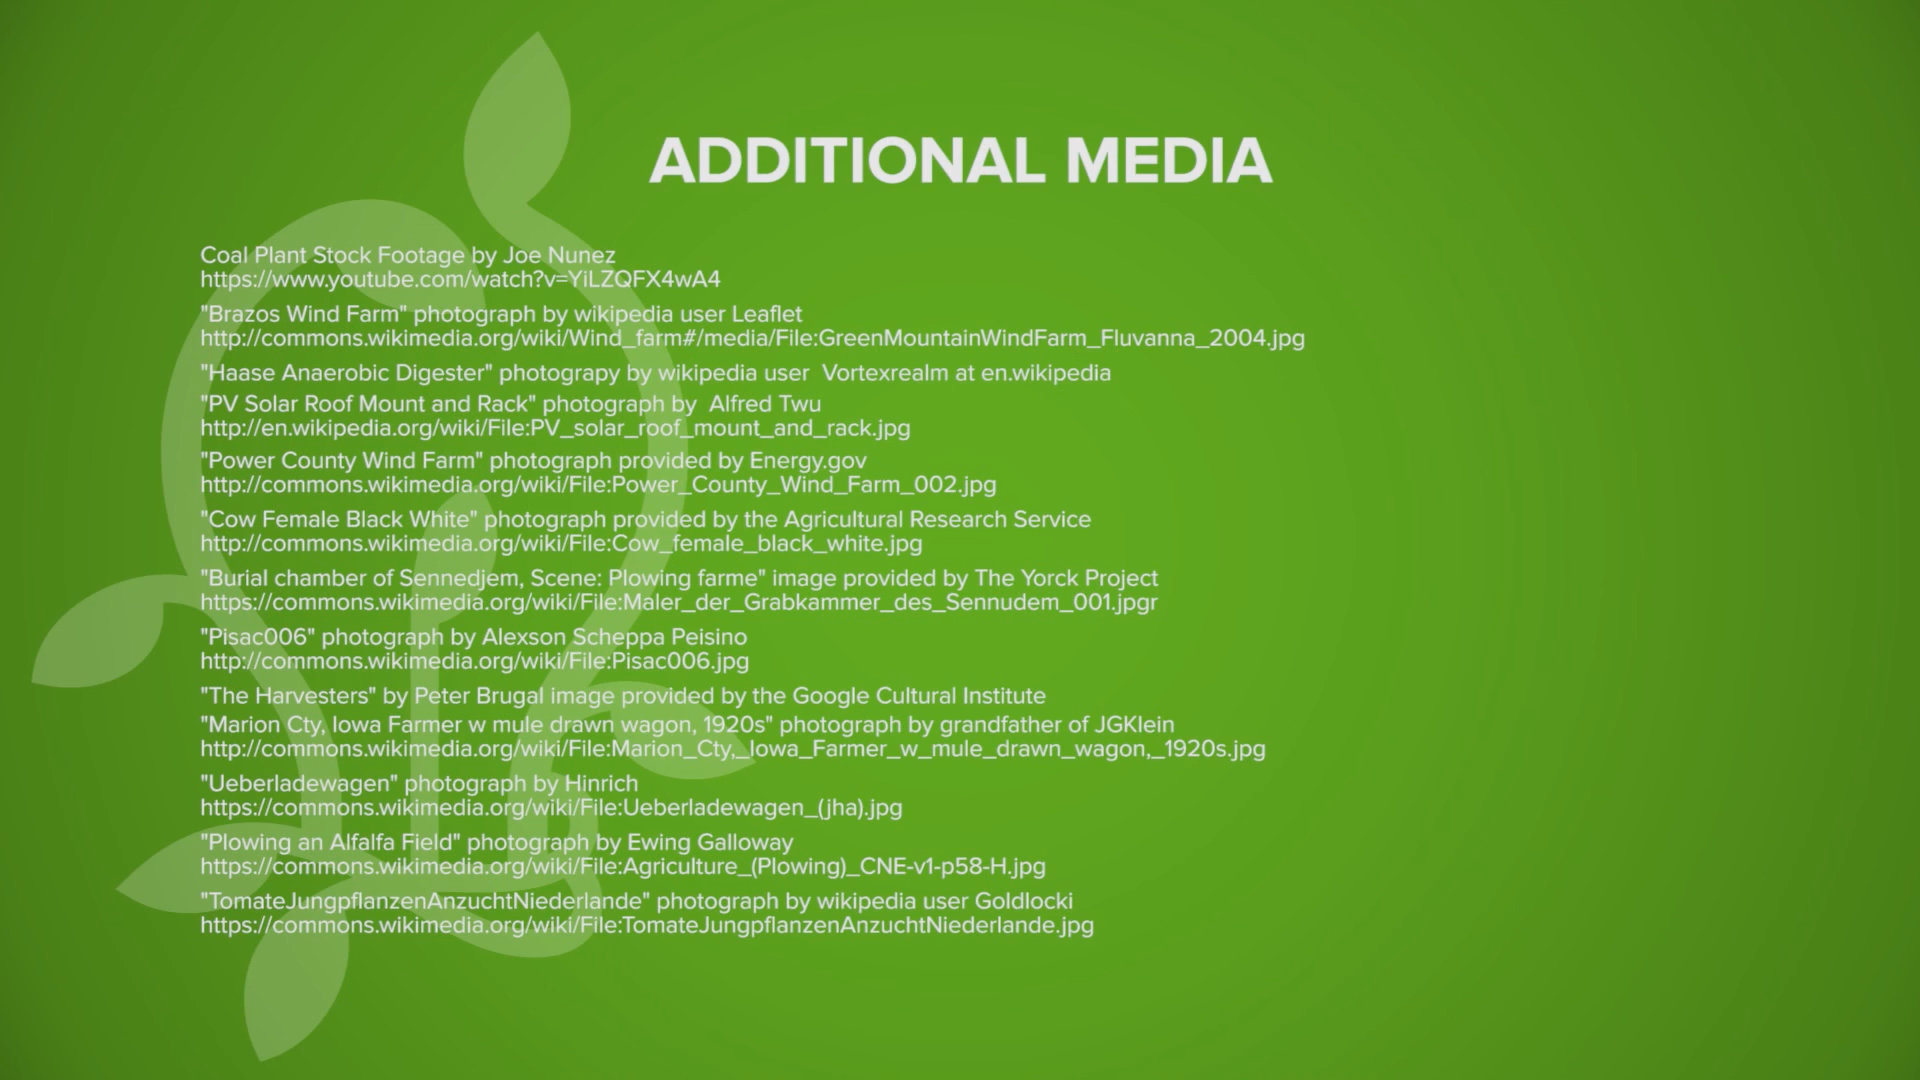 ADDITIONAL MEDIA
Coal Plant Stock Footage by Joe Nunez
https://www.youtube.com/watch?v=YiLZQFX4wA4
"Brazos Wind Farm" photograph by wikipedia user Leaflet
http://commons.wikimedia.org/wiki/Wind_farm#/media/File:GreenMountainWindFarm_Fluvanna_2004.jpg
"Haase Anaerobic Digester" photograpy by wikipedia user  Vortexrealm at en.wikipedia
"PV Solar Roof Mount and Rack" photograph by  Alfred Twu
http://en.wikipedia.org/wiki/File:PV_solar_roof_mount_and_rack.jpg
"Power County Wind Farm" photograph provided by Energy.gov
http://commons.wikimedia.org/wiki/File:Power_County_Wind_Farm_002.jpg
"Cow Female Black White" photograph provided by the Agricultural Research Service
http://commons.wikimedia.org/wiki/File:Cow_female_black_white.jpg
"Burial chamber of Sennedjem, Scene: Plowing farme" image provided by The Yorck Project
https://commons.wikimedia.org/wiki/File:Maler_der_Grabkammer_des_Sennudem_001.jpgr
"Pisac006" photograph by Alexson Scheppa Peisino
http://commons.wikimedia.org/wiki/File:Pisac006.jpg
"The Harvesters" by Peter Brugal image provided by the Google Cultural Institute
"Marion Cty, Iowa Farmer w mule drawn wagon, 1920s" photograph by grandfather of JGKlein
http://commons.wikimedia.org/wiki/File:Marion_Cty,_Iowa_Farmer_w_mule_drawn_wagon,_1920s.jpg
"Ueberladewagen" photograph by Hinrich
https://commons.wikimedia.org/wiki/File:Ueberladewagen_(jha).jpg
"Plowing an Alfalfa Field" photograph by Ewing Galloway
https://commons.wikimedia.org/wiki/File:Agriculture_(Plowing)_CNE-v1-p58-H.jpg
"TomateJungpflanzenAnzuchtNiederlande" photograph by wikipedia user Goldlocki
https://commons.wikimedia.org/wiki/File:TomateJungpflanzenAnzuchtNiederlande.jpg